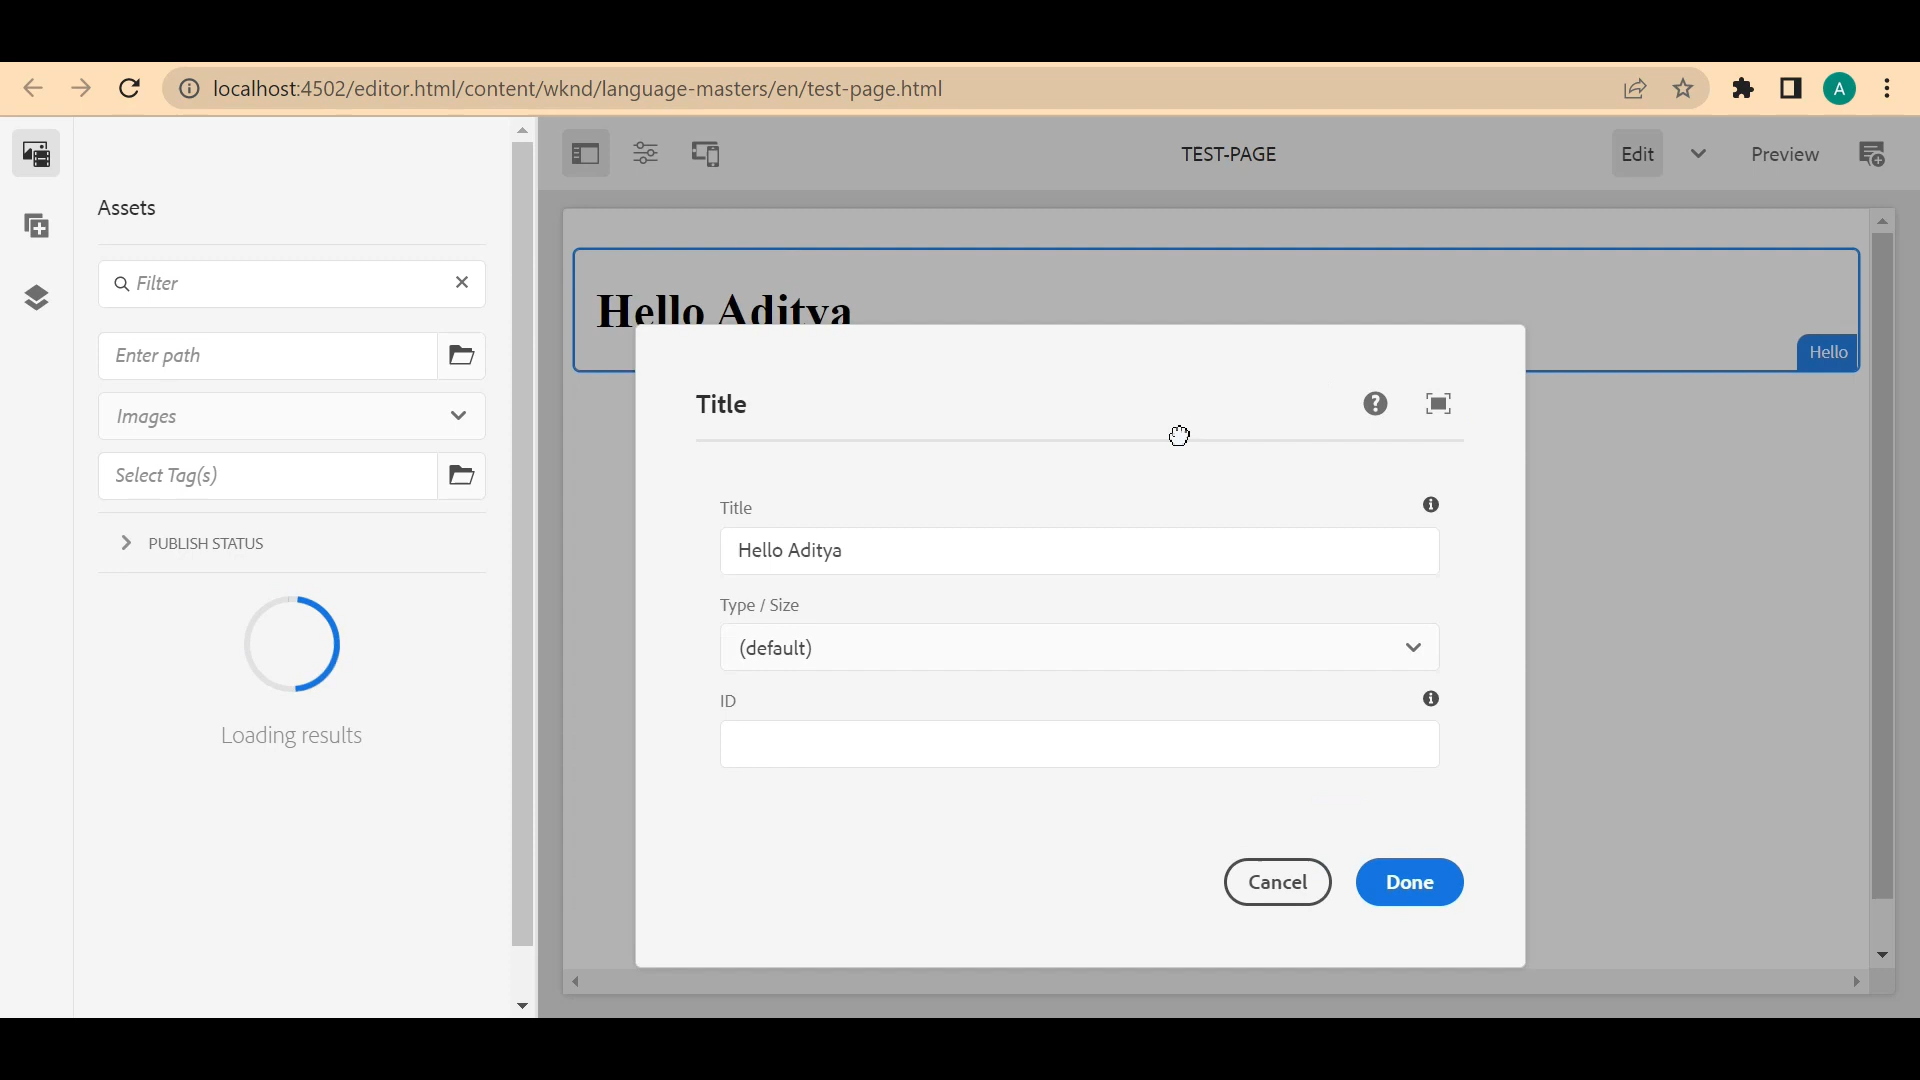 localhost:4502/editor.html/content/wknd/language-masters/en/test-page.html
A
TEST-PAGE
Edit
Preview
Assets
Filter
Enter path
Images
Select Tag(s)
PUBLISH STATUS
Loading results
Hello Aditya
Hello
Title
Title
Hello Aditya
Type / Size
(default)
ID
Cancel
Done